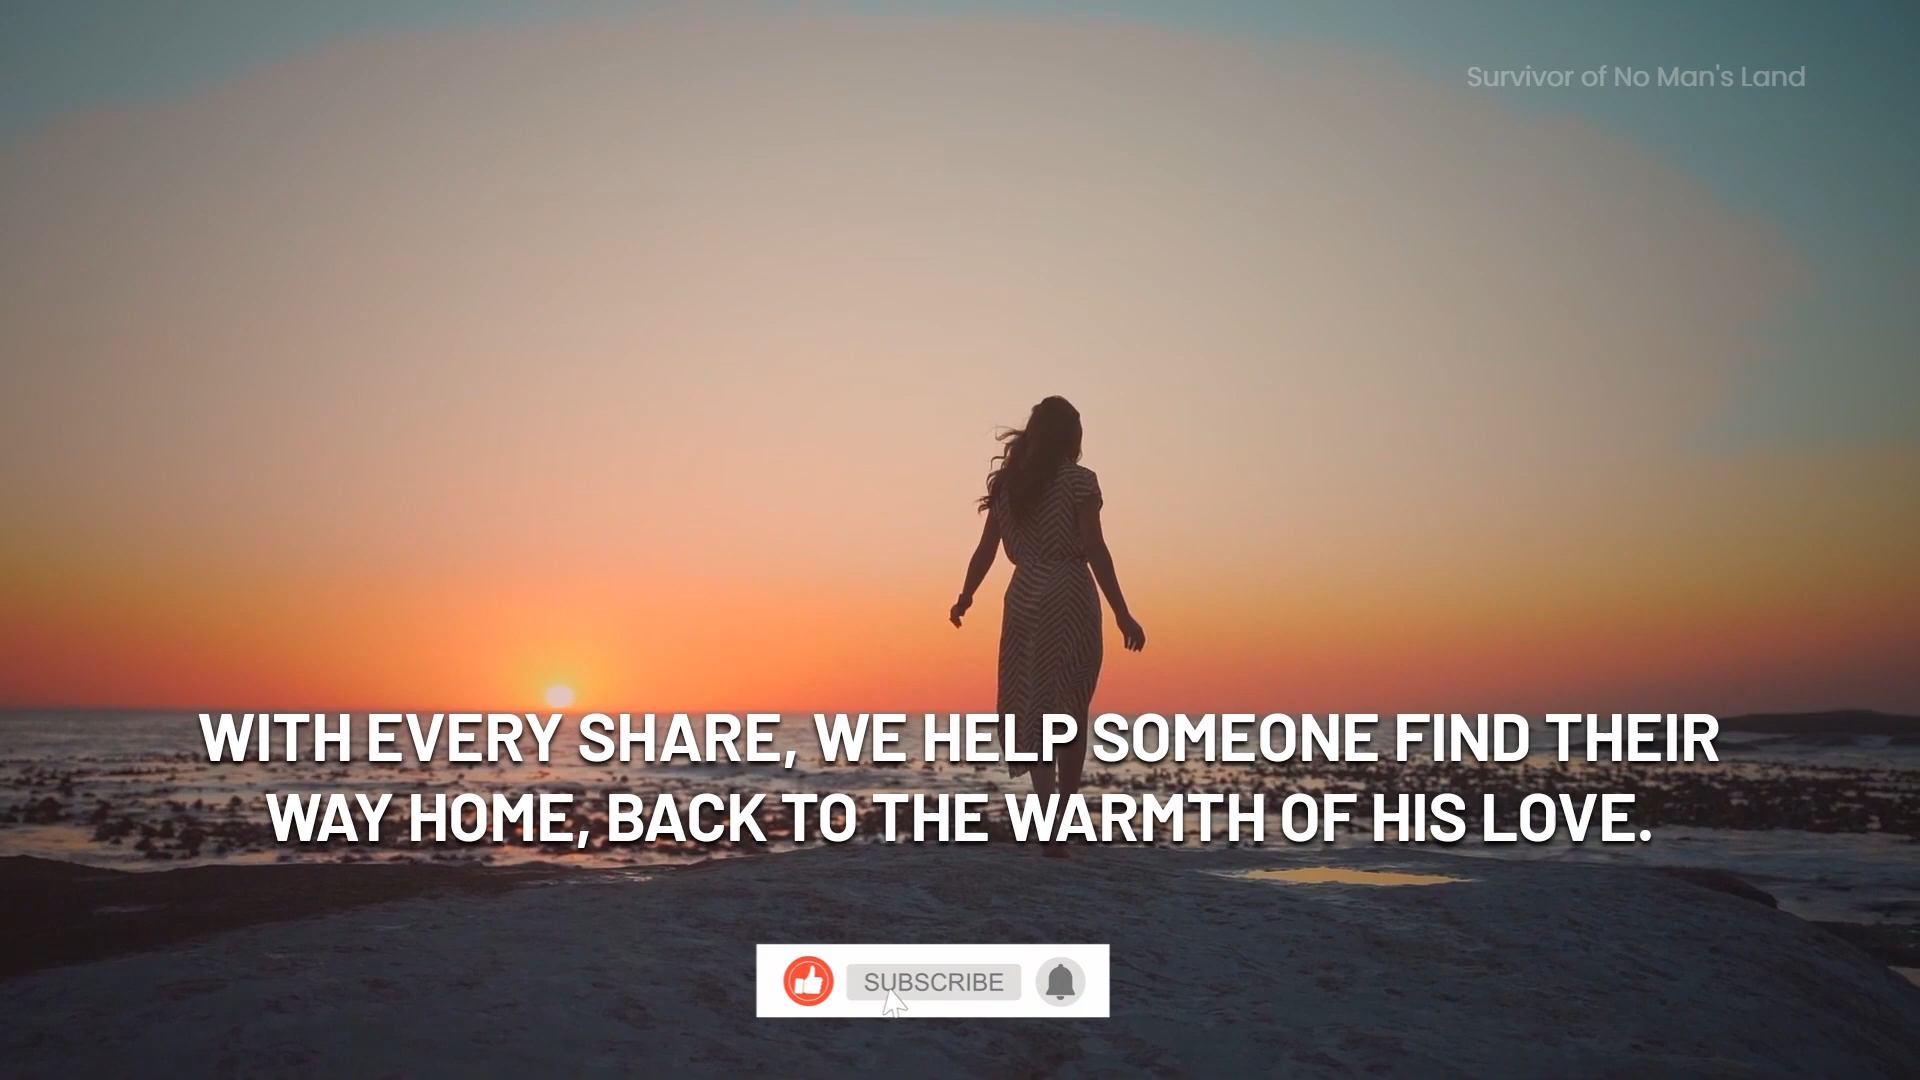 Survivor of No Man's Land
WITH EVERY SHARE, WE HELP SOMEONE FIND THEIR
WAY HOME, BACK TO THE WARMTH OF HIS LOVE.
SUBSCRIBE